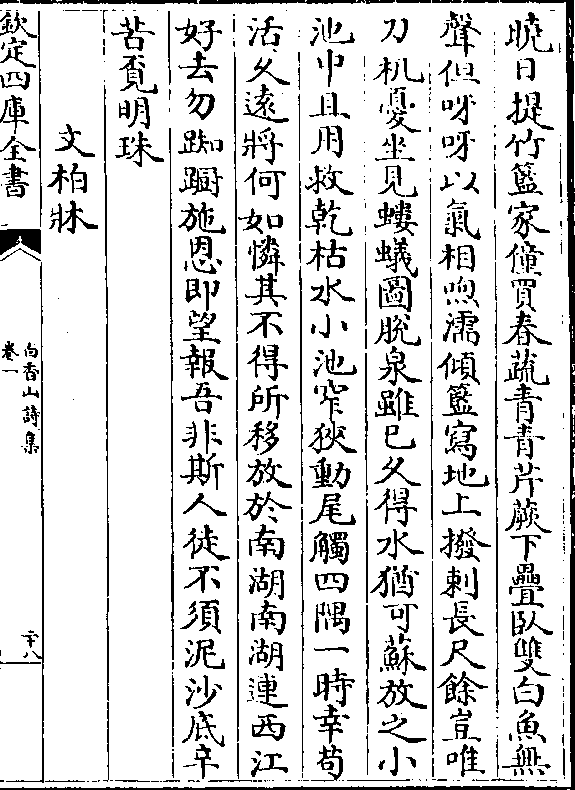 曉日提竹籃家僮買春蔬青青芹蕨下疊臥雙白魚無
聲但呀呀以氣相喣濡傾籃寫地上撥剌長尺餘豈唯
刀机憂坐見螻蟻圖脫泉雖已久得水猶可蘇放之小
池中且用救乾枯水小池窄狹動尾觸四隅一時幸苟
活久遠將何如憐其不得所移放於南湖南湖連西江
好去勿踟躕施恩即望報吾非斯人徒不須泥沙底辛
苦覔明珠
文柏牀
欽定四庫全書
白香山詩集
卷一
二十八